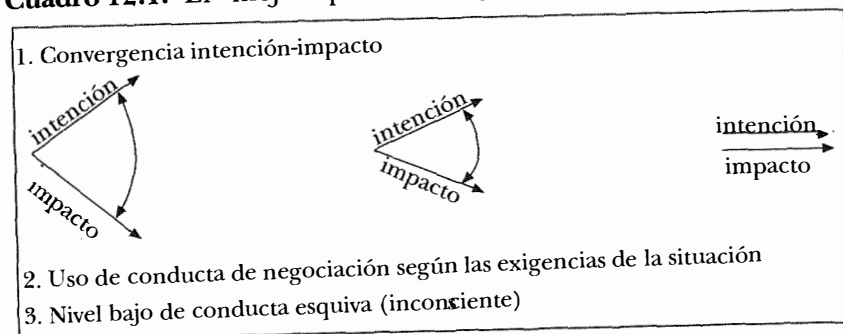 Cuadro 12.1. El
1. Convergencia intención-impacto
intención
impacto
intención
impacto
intención
impacto
2. Uso de conducta de negociación según las exigencias de la situación
3. Nivel bajo de conducta esquiva (inconsciente)